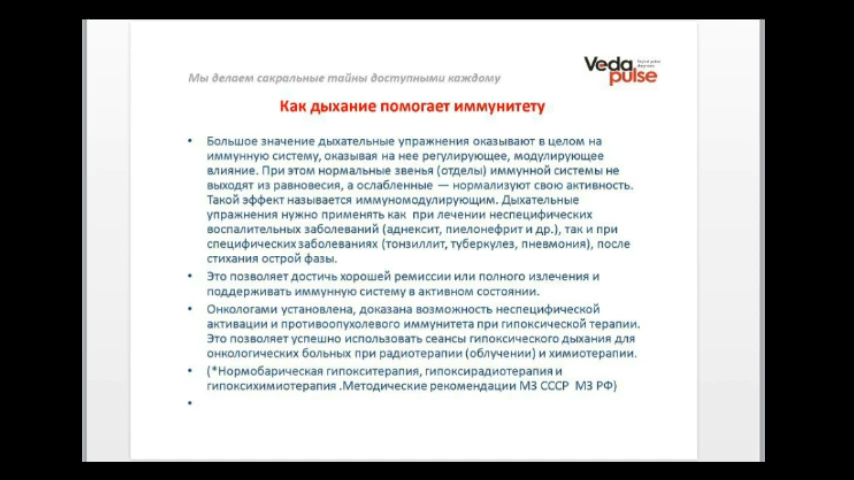 Мы делаем сакральные тайны доступными каждому
Veda
pulse
Как дыхание помогает иммунитету
• Большое значение дыхательные упражнения оказывают в целом на
иммунную систему, оказывая на нее регулирующее, модулирующее
влияние. При этом нормальные звенья (отделы) иммунной системы не
выходят из равновесия, а ослабленные — нормализуют свою активность.
Такой эффект называется иммуномодулирующим. Дыхательные
упражнения нужно применять как при лечении неспецифических
воспалительных заболеваний (аднексит, пиелонефрит и др.), так и при
специфических заболеваниях (тонзиллит, туберкулез, пневмония), после
стихания острой фазы.
• Это позволяет достичь хорошей ремиссии или полного излечения и
поддерживать иммунную систему в активном состоянии.
• Онкологами установлена, доказана возможность неспецифической
активации и противоопухолевого иммунитета при гипоксической терапии.
Это позволяет успешно использовать сеансы гипоксического дыхания для
онкологических больных при радиотерапии (облучении) и химиотерапии.
• (*Нормобарическая гипокситерапия, гипоксирадиотерапия и
гипоксихимиотерапия .Методические рекомендации МЗ СССР МЗ РФ)
•